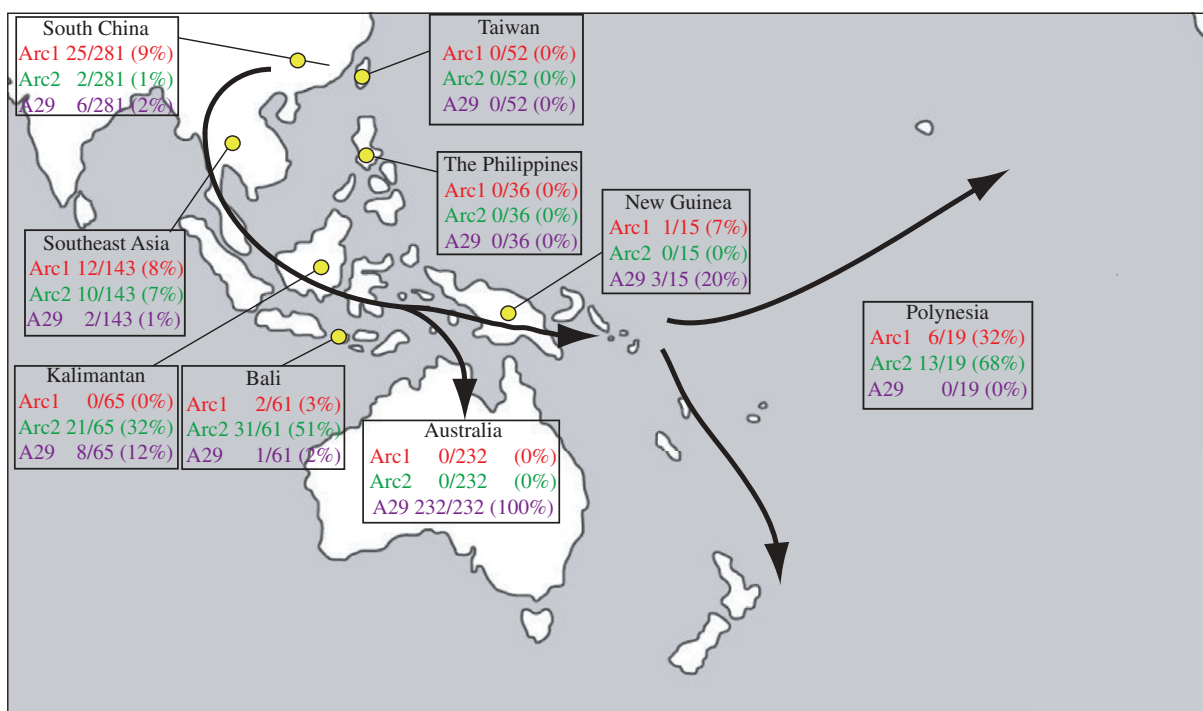 South China
Arc1 25/281 (9%)
Arc2 2/281 (1%)
A29 6/281 (2%)
Taiwan
Arc1 0/52 (0%)
Arc2 0/52 (0%)
A29 0/52 (0%)
The Philippines
Arc1 0/36 (0%)
Arc2 0/36 (0%)
A29 0/36 (0%)
New Guinea
Arc1 1/15 (7%)
Arc2 0/15 (0%)
A29 3/15 (20%)
Southeast Asia
Arc1 12/143 (8%)
Arc2 10/143 (7%)
A29 2/143 (1%)
Polynesia
Arc1 6/19 (32%)
Arc2 13/19 (68%)
A29 0/19 (0%)
Kalimantan
Arc1 0/65 (0%)
Arc2 21/65 (32%)
A29 8/65 (12%)
Bali
Arc1 2/61 (3%)
Arc2 31/61 (51%)
A29 1/61 (2%)
Australia
Arc1 0/232 (0%)
Arc2 0/232 (0%)
A29 232/232 (100%)